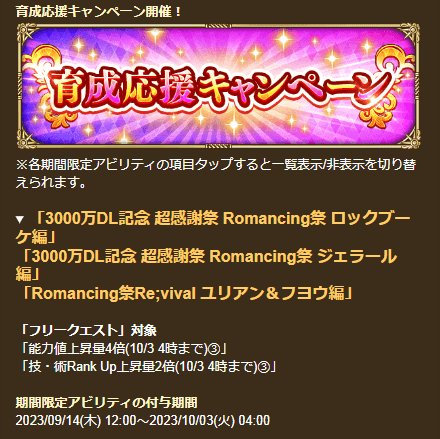 育成応援キャンペーン開催！
育成応援キャンペーン
※各期間限定アビリティの項目タップすると一覧表示/非表示を切り替
えられます。
▼「3000万DL記念 超感謝祭 Romancing祭 ロックブー
ケ編」
「3000万DL記念 超感謝祭 Romancing祭 ジェラール
編」
「Romancing祭Re;vival ユリアン＆フヨウ編」
「フリークエスト」対象
「能力値上昇量4倍(10/3 4時まで)③」
「技・術Rank Up上昇量2倍(10/3 4時まで)③」
期間限定アビリティの付与期間
2023/09/14(木) 12:00～2023/10/03(火) 04:00